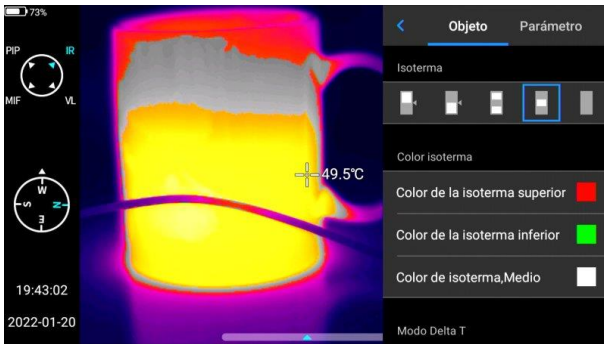 73%
PIP
IR
MIF
VL
W
S
N
E
19:43:02
2022-01-20
49.5℃
Objeto
Parámetro
Isoterma
Color isoterma
Color de la isoterma superior
Color de la isoterma inferior
Color de isoterma,Medio
Modo Delta T